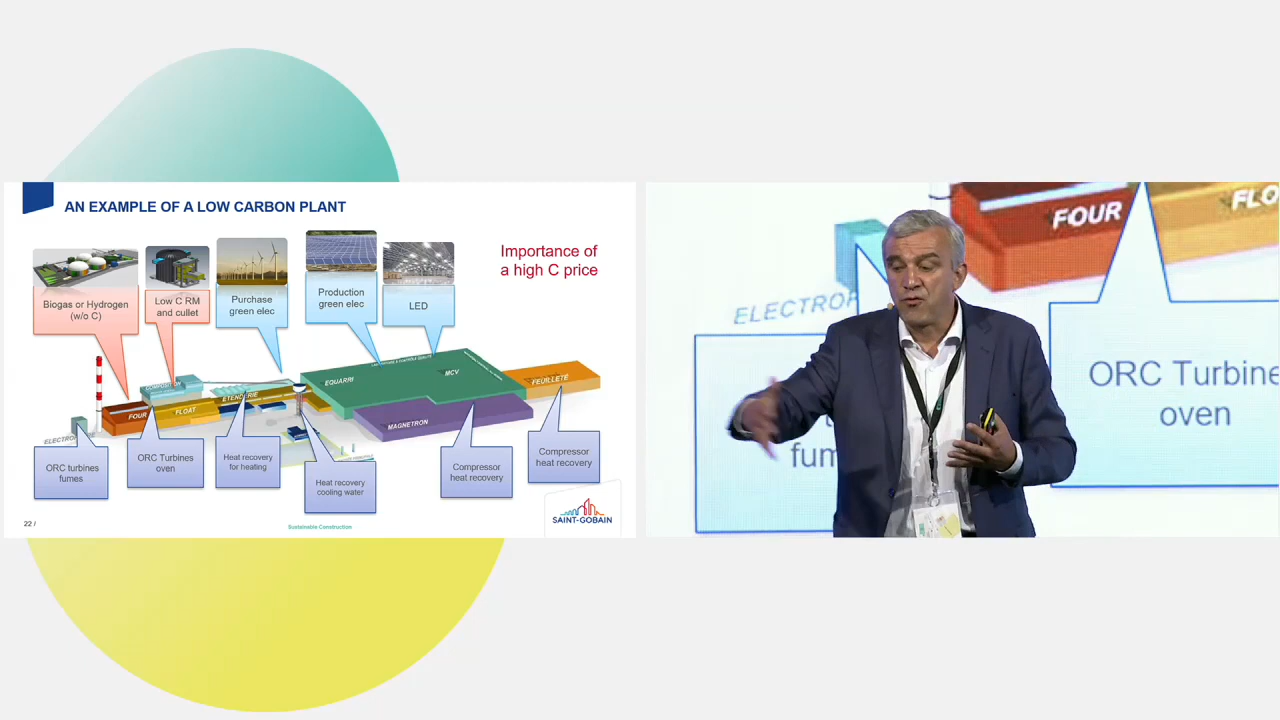 AN EXAMPLE OF A LOW CARBON PLANT
Importance of
a high C price
Biogas or Hydrogen
(w/o C)
Low C RM
and cullet
Purchase
green elec
Production
green elec
LED
COMPOSITION
EQUARRI
MCV
FEUILLETÉ
FOUR
FLOAT
ETENDERIE
MAGNETRON
ORC turbines
fumes
ORC Turbines
oven
Heat recovery
for heating
Heat recovery
cooling water
Compressor
heat recovery
Compressor
heat recovery
22 /
Sustainable Construction
SAINT-GOBAIN
FOUR
FLO
ELECTROF
ORC Turbine
oven
fum